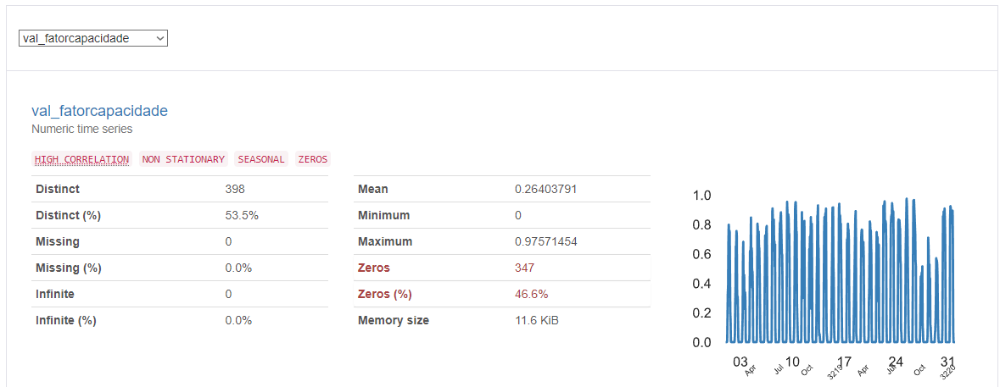 val_fatorcapacidade
val_fatorcapacidade
Numeric time series
HIGH CORRELATION NON STATIONARY SEASONAL ZEROS
Distinct 398
Distinct (%) 53.5%
Missing 0
Missing (%) 0.0%
Infinite 0
Infinite (%) 0.0%
Mean 0.26403791
Minimum 0
Maximum 0.97571454
Zeros 347
Zeros (%) 46.6%
Memory size 11.6 KiB
1.0
0.8
0.6
0.4
0.2
0.0
03 10 17 24 31
Apr Jul Oct 3219 Apr Jul Oct 3220